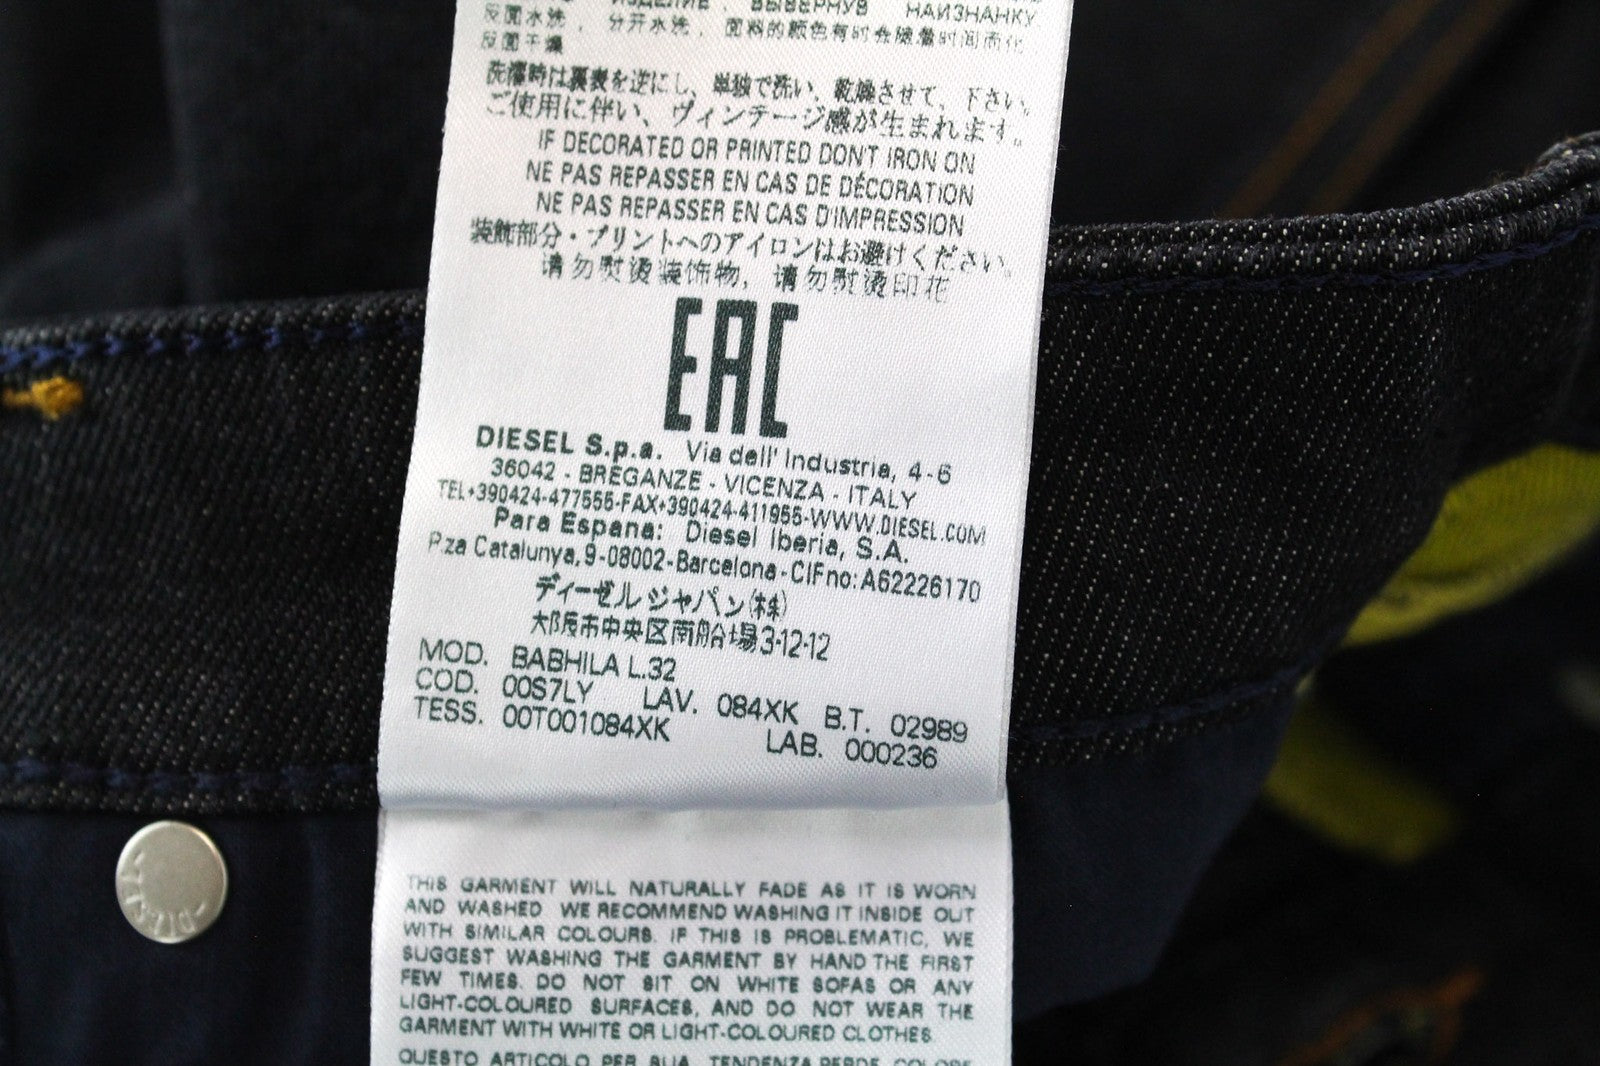 ИЗДЕЛИЕ, ВЫВЕРНУВ НАИЗНАНКУ
反面水洗，分开水洗，面料的颜色有时会随着时间而化
反面干燥
洗濯時は裏表を逆にし、単独で洗い、乾燥させて、下さい。
ご使用に伴い、ヴィンテージ感が生まれます。
IF DECORATED OR PRINTED DON'T IRON ON
NE PAS REPASSER EN CAS DE DÉCORATION
NE PAS REPASSER EN CAS D'IMPRESSION
装飾部分・プリントへのアイロンはお避けください。
请勿熨烫装饰物，请勿熨烫印花
EAC
DIESEL S.p.a. Via dell' Industria, 4-6
36042 - BREGANZE - VICENZA - ITALY
TEL+390424-477555-FAX+390424-411955-WWW.DIESEL.COM
Para Espana: Diesel Iberia, S.A.
P.za Catalunya,9-08002-Barcelona-CIFno:A62226170
ディーゼルジャパン(株)
大阪市中央区南船場3-12-12
MOD. BABHILA L.32
COD. 00S7LY LAV. 084XK B.T. 02989
TESS. 00T001084XK LAB. 000236
DIESEL
THIS GARMENT WILL NATURALLY FADE AS IT IS WORN
AND WASHED WE RECOMMEND WASHING IT INSIDE OUT
WITH SIMILAR COLOURS. IF THIS IS PROBLEMATIC, WE
SUGGEST WASHING THE GARMENT BY HAND THE FIRST
FEW TIMES. DO NOT SIT ON WHITE SOFAS OR ANY
LIGHT-COLOURED SURFACES, AND DO NOT WEAR THE
GARMENT WITH WHITE OR LIGHT-COLOURED CLOTHES.
QUESTO ARTICOLO PER SUA TENDENZA PERDE COLORE